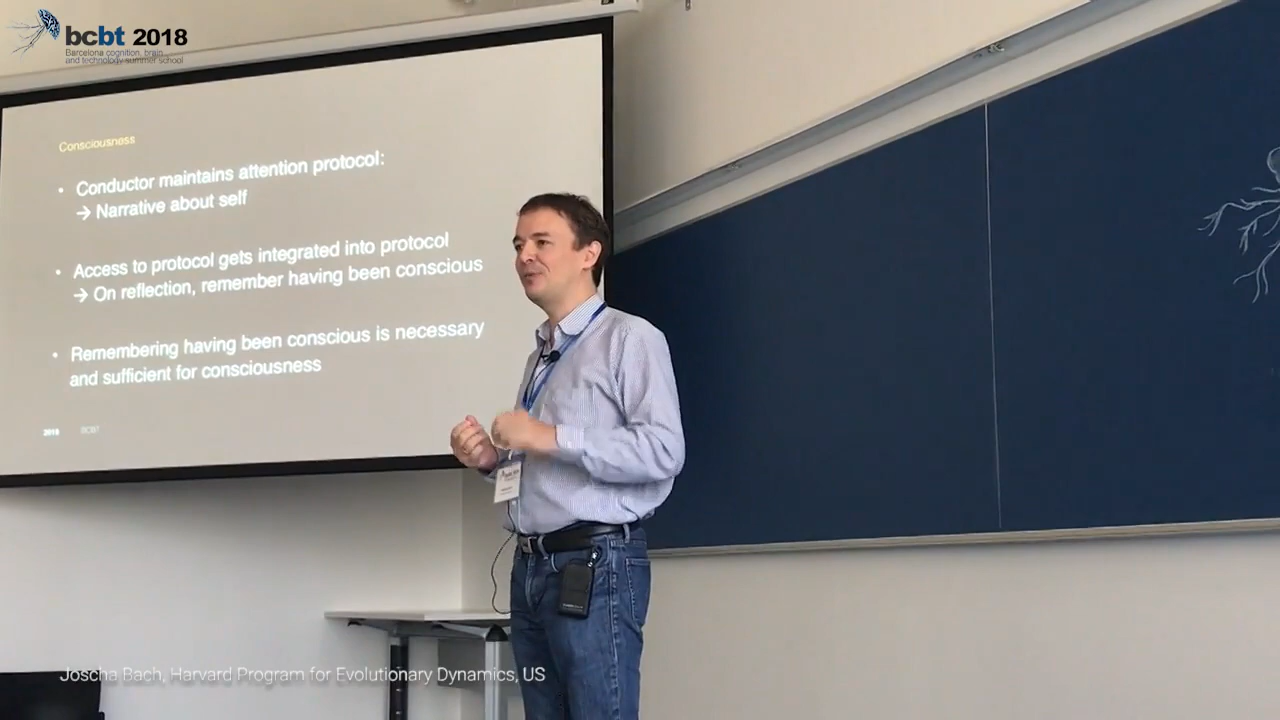 bcbt 2018
Barcelona cognition, brain
and technology summer school
Consciousness
• Conductor maintains attention protocol:
→ Narrative about self
• Access to protocol gets integrated into protocol
→ On reflection, remember having been conscious
• Remembering having been conscious is necessary
and sufficient for consciousness
2018 BCBT
Joscha Bach, Harvard Program for Evolutionary Dynamics, US